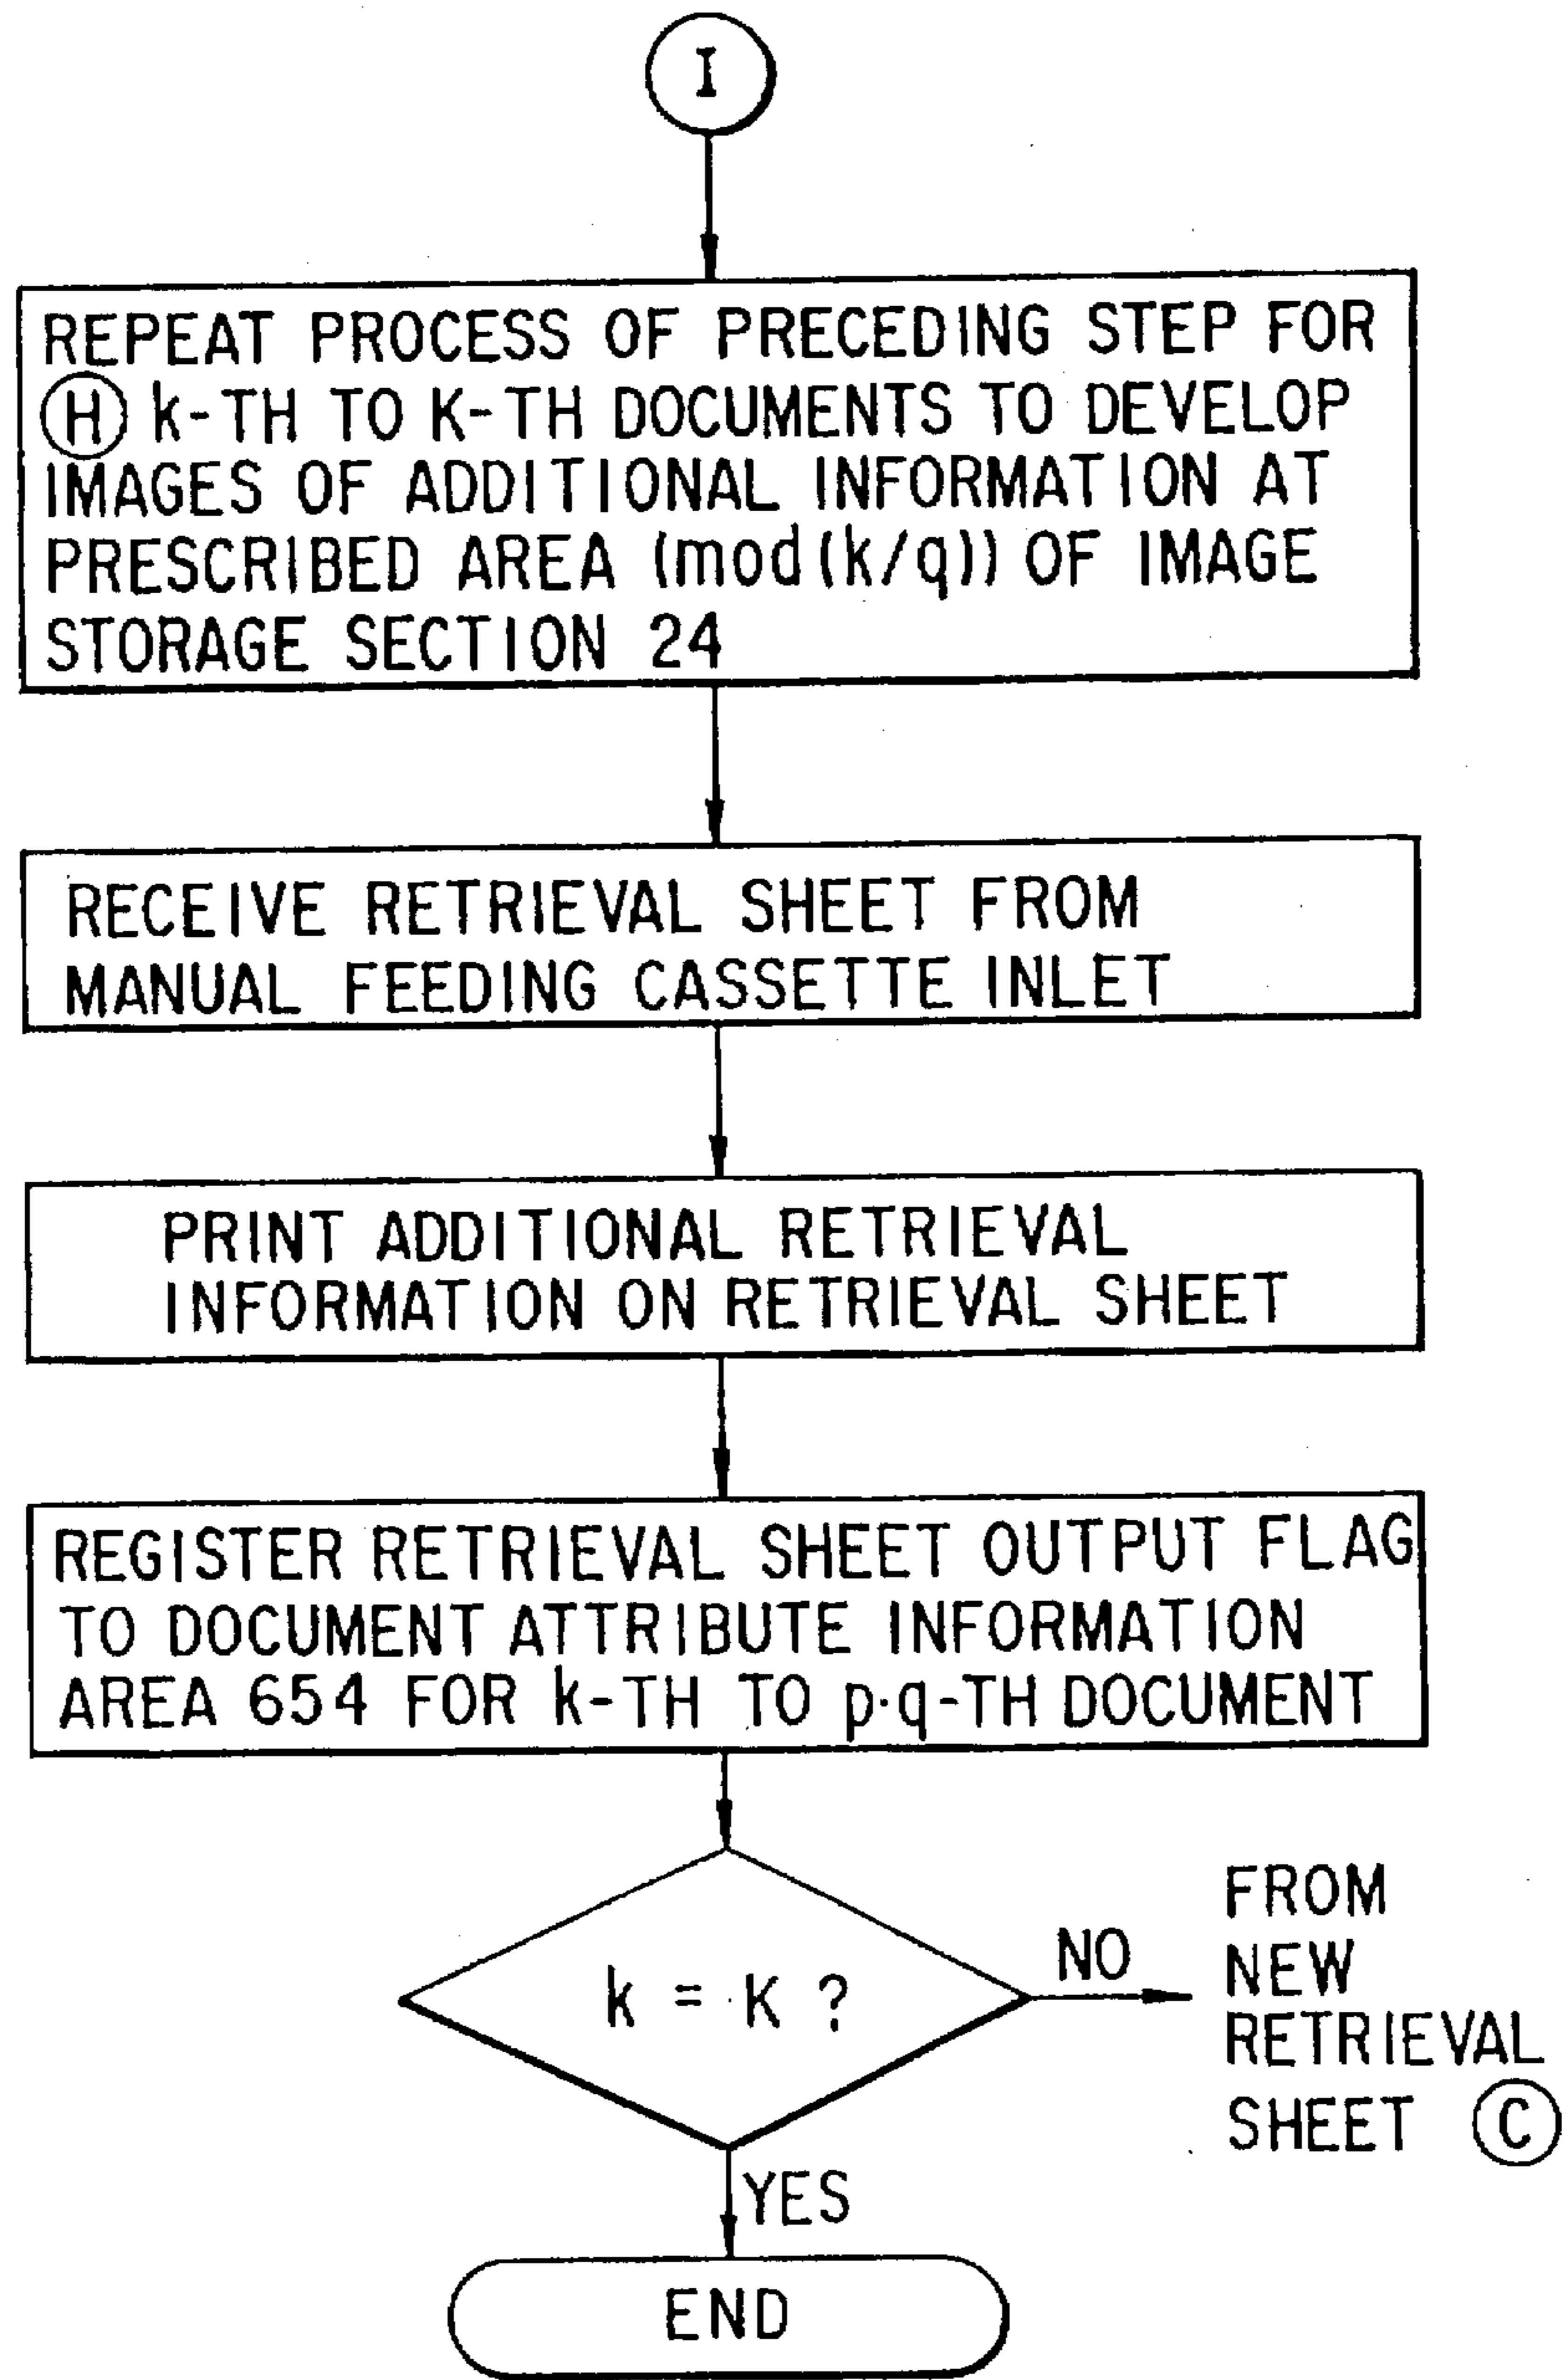 I
REPEAT PROCESS OF PRECEDING STEP FOR
H k-TH TO K-TH DOCUMENTS TO DEVELOP
IMAGES OF ADDITIONAL INFORMATION AT
PRESCRIBED AREA (mod(k/q)) OF IMAGE
STORAGE SECTION 24
RECEIVE RETRIEVAL SHEET FROM
MANUAL FEEDING CASSETTE INLET
PRINT ADDITIONAL RETRIEVAL
INFORMATION ON RETRIEVAL SHEET
REGISTER RETRIEVAL SHEET OUTPUT FLAG
TO DOCUMENT ATTRIBUTE INFORMATION
AREA 654 FOR k-TH TO p·q-TH DOCUMENT
k = K ?
NO
FROM
NEW
RETRIEVAL
SHEET C
YES
END